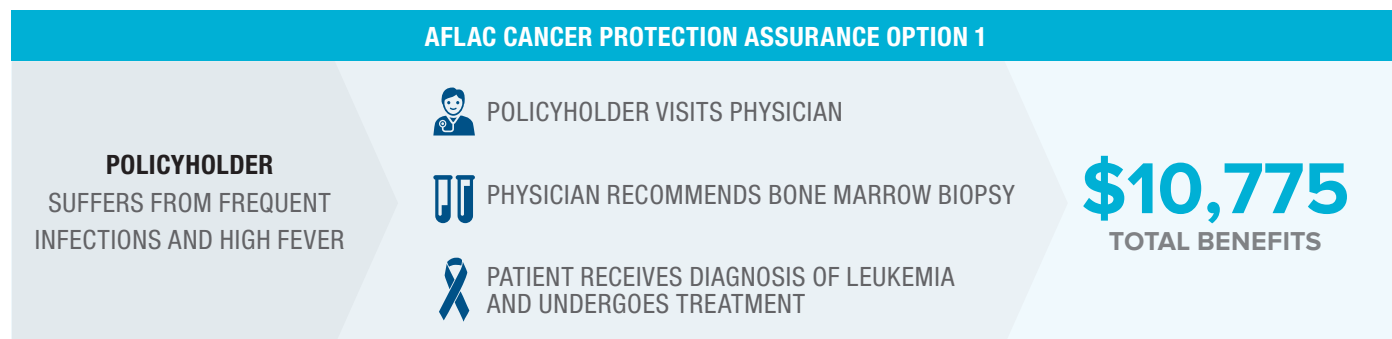 AFLAC CANCER PROTECTION ASSURANCE OPTION 1
POLICYHOLDER
SUFFERS FROM FREQUENT
INFECTIONS AND HIGH FEVER
POLICYHOLDER VISITS PHYSICIAN
PHYSICIAN RECOMMENDS BONE MARROW BIOPSY
PATIENT RECEIVES DIAGNOSIS OF LEUKEMIA
AND UNDERGOES TREATMENT
$10,775
TOTAL BENEFITS